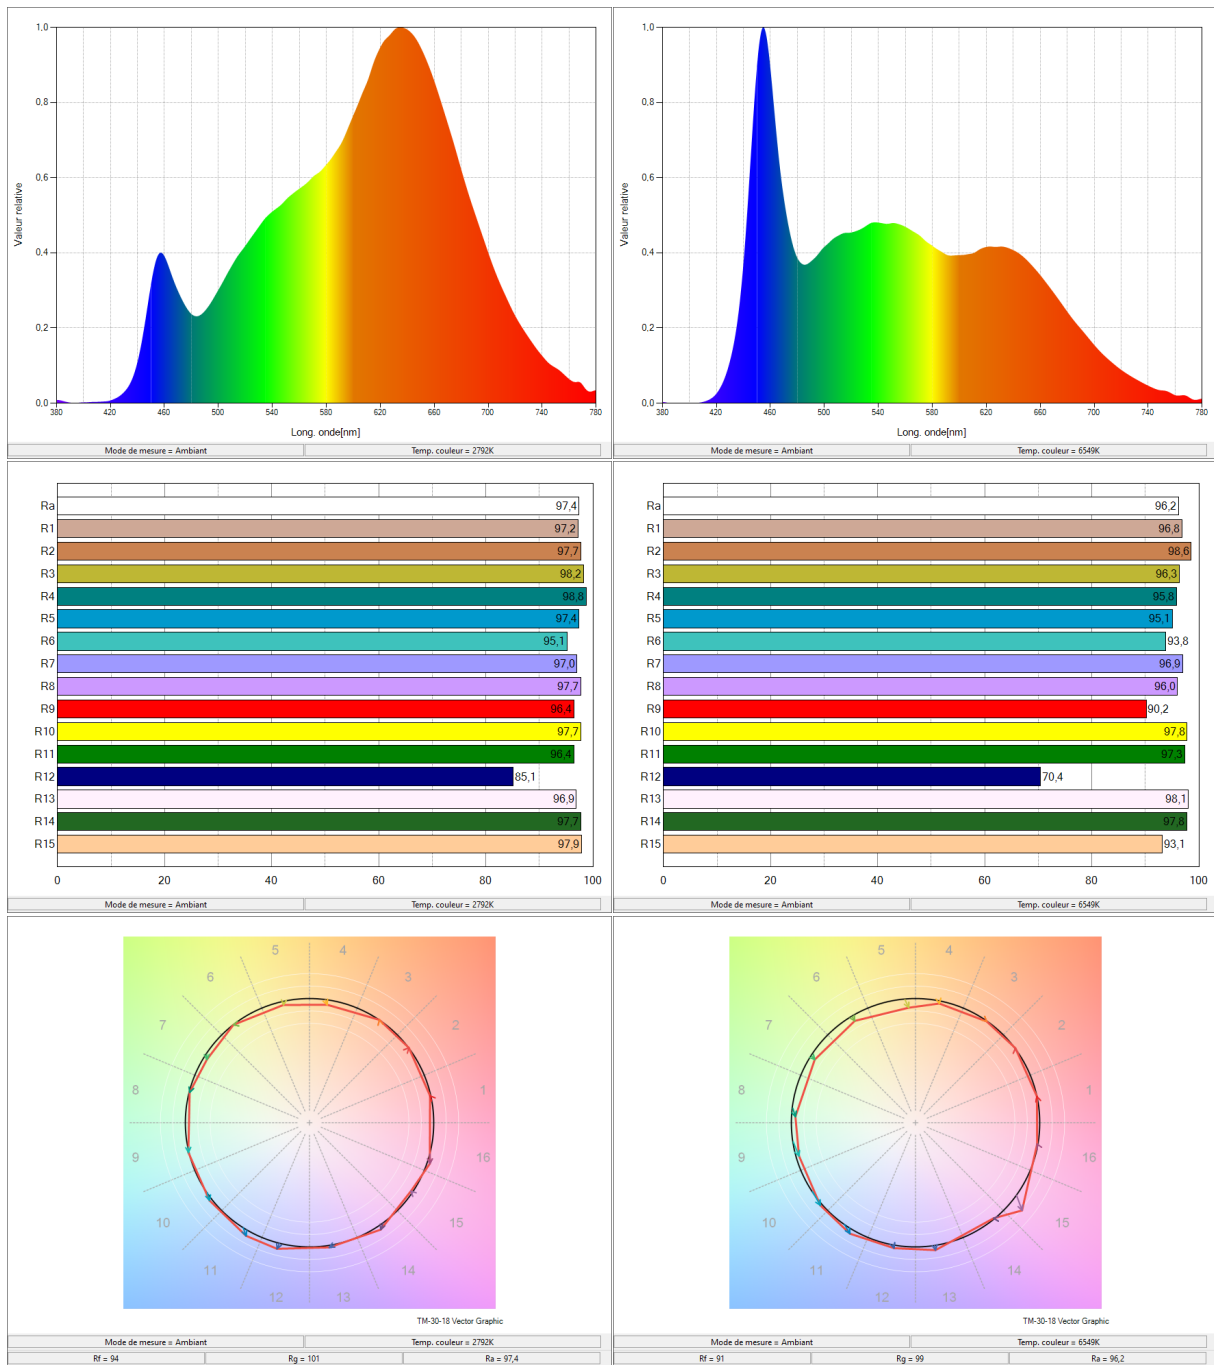 1,0
0,8
0,6
0,4
0,2
0,0
Valeur relative
380 420 460 500 540 580 620 660 700 740 780
Long. onde[nm]
Mode de mesure = Ambiant Temp. couleur = 2792K
1,0
0,8
0,6
0,4
0,2
0,0
Valeur relative
380 420 460 500 540 580 620 660 700 740 780
Long. onde[nm]
Mode de mesure = Ambiant Temp. couleur = 6549K
Ra 97,4
R1 97,2
R2 97,7
R3 98,2
R4 98,8
R5 97,4
R6 95,1
R7 97,0
R8 97,7
R9 96,4
R10 97,7
R11 96,4
R12 85,1
R13 96,9
R14 97,7
R15 97,9
0 20 40 60 80 100
Mode de mesure = Ambiant Temp. couleur = 2792K
Ra 96,2
R1 96,8
R2 98,6
R3 96,3
R4 95,8
R5 95,1
R6 93,8
R7 96,9
R8 96,0
R9 90,2
R10 97,8
R11 97,3
R12 70,4
R13 98,1
R14 97,8
R15 93,1
0 20 40 60 80 100
Mode de mesure = Ambiant Temp. couleur = 6549K
5 4
6 3
7 2
8 1
9 16
10 15
11 14
12 13
TM-30-18 Vector Graphic
Mode de mesure = Ambiant Temp. couleur = 2792K
Rf = 94 Rg = 101 Ra = 97,4
5 4
6 3
7 2
8 1
9 16
10 15
11 14
12 13
TM-30-18 Vector Graphic
Mode de mesure = Ambiant Temp. couleur = 6549K
Rf = 91 Rg = 99 Ra = 96,2